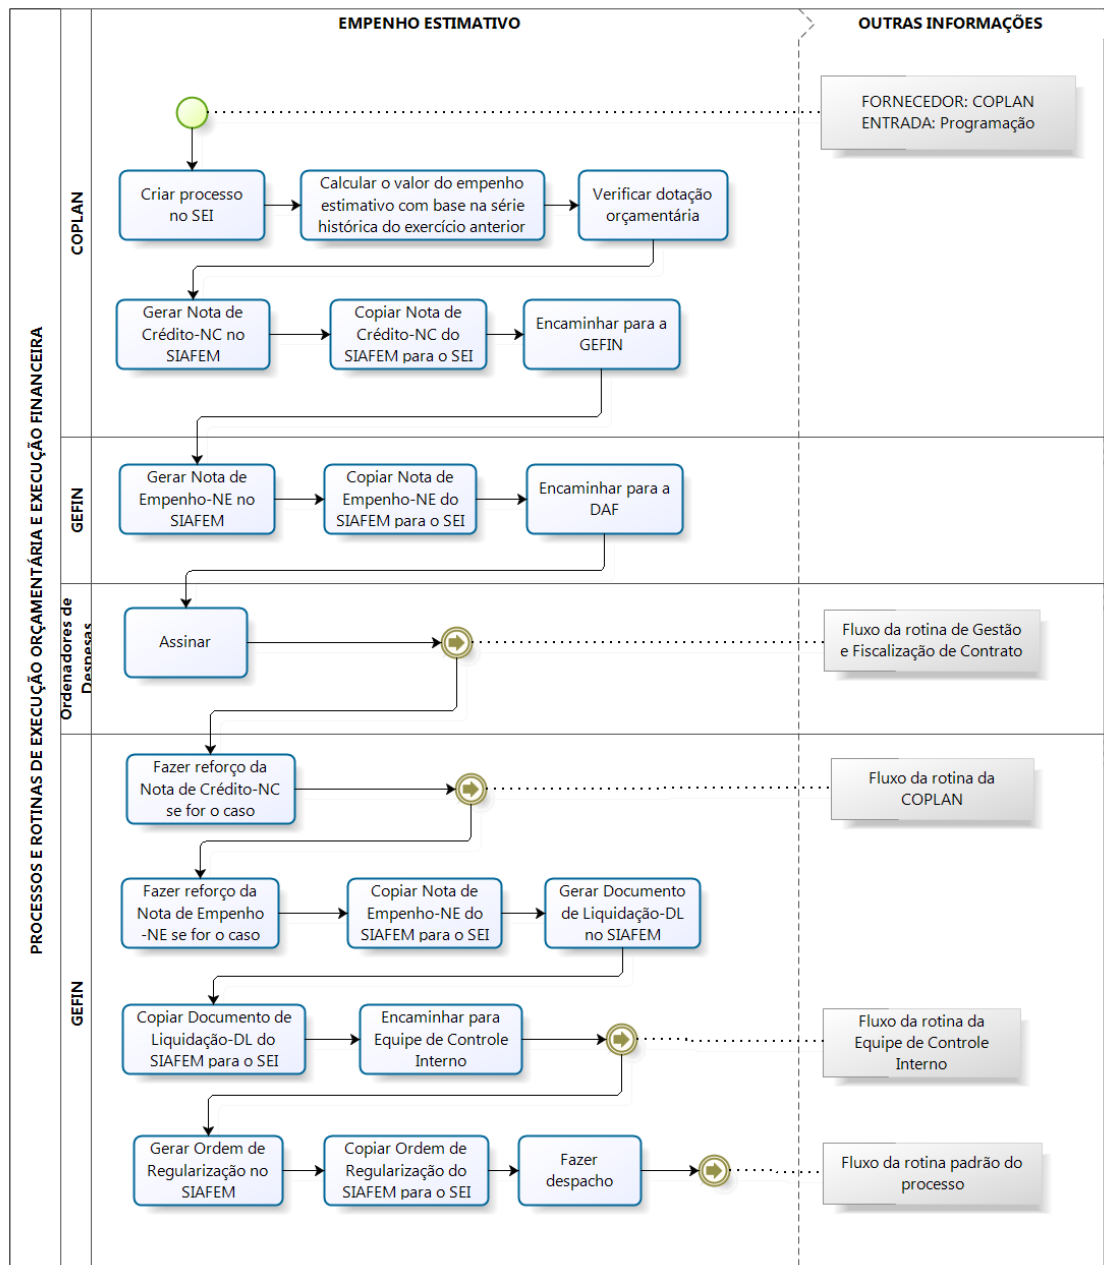 EMPENHO ESTIMATIVO
OUTRAS INFORMAÇÕES
PROCESSOS E ROTINAS DE EXECUÇÃO ORÇAMENTÁRIA E EXECUÇÃO FINANCEIRA
COPLAN
FORNECEDOR: COPLAN
ENTRADA: Programação
Criar processo
no SEI
Calcular o valor do empenho
estimativo com base na série
histórica do exercício anterior
Verificar dotação
orçamentária
Gerar Nota de
Crédito-NC no
SIAFEM
Copiar Nota de
Crédito-NC do
SIAFEM para o SEI
Encaminhar para a
GEFIN
GEFIN
Gerar Nota de
Empenho-NE no
SIAFEM
Copiar Nota de
Empenho-NE do
SIAFEM para o SEI
Encaminhar para a
DAF
Ordenadores de
Despesas
Assinar
Fluxo da rotina de Gestão
e Fiscalização de Contrato
GEFIN
Fazer reforço da
Nota de Crédito-NC
se for o caso
Fluxo da rotina da
COPLAN
Fazer reforço da
Nota de Empenho
-NE se for o caso
Copiar Nota de
Empenho-NE do
SIAFEM para o SEI
Gerar Documento
de Liquidação-DL
no SIAFEM
Copiar Documento de
Liquidação-DL do
SIAFEM para o SEI
Encaminhar para
Equipe de Controle
Interno
Fluxo da rotina da
Equipe de Controle
Interno
Gerar Ordem de
Regularização no
SIAFEM
Copiar Ordem de
Regularização do
SIAFEM para o SEI
Fazer
despacho
Fluxo da rotina padrão do
processo